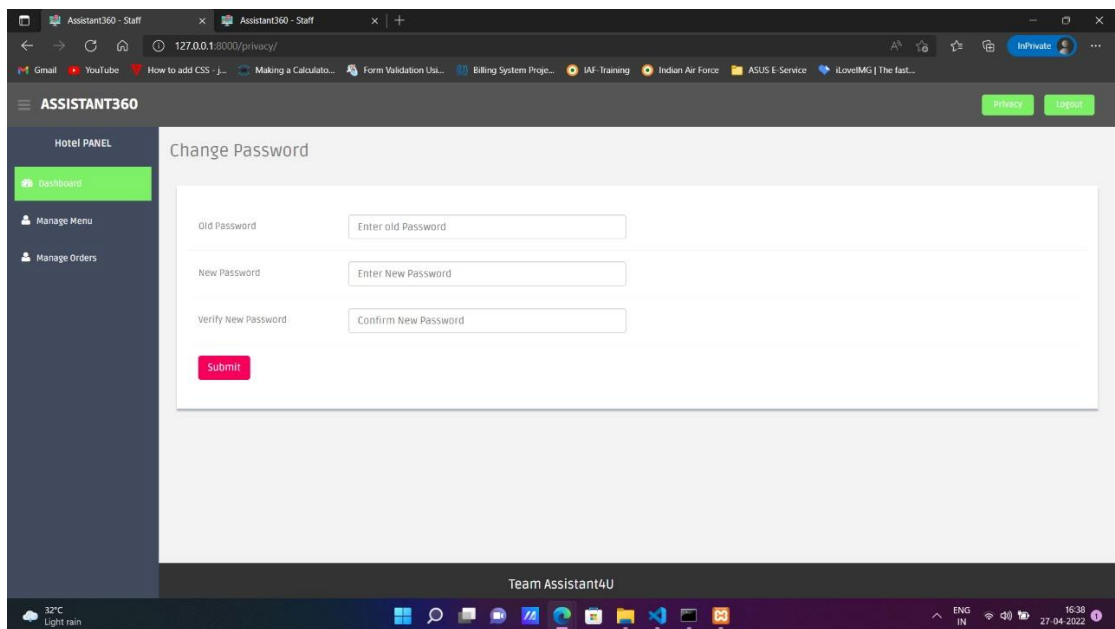 Assistant360 - Staff
Assistant360 - Staff
127.0.0.1:8000/privacy/
InPrivate
Gmail
YouTube
How to add CSS - j...
Making a Calculato...
Form Validation Usi...
Billing System Proje...
IAF-Training
Indian Air Force
ASUS E-Service
iLoveIMG | The fast...
ASSISTANT360
Privacy
Logout
Hotel PANEL
Change Password
Dashboard
Manage Menu
Manage Orders
Old Password
Enter old Password
New Password
Enter New Password
Verify New Password
Confirm New Password
Submit
Team Assistant4U
32°C
Light rain
ENG
IN
16:38
27-04-2022
1